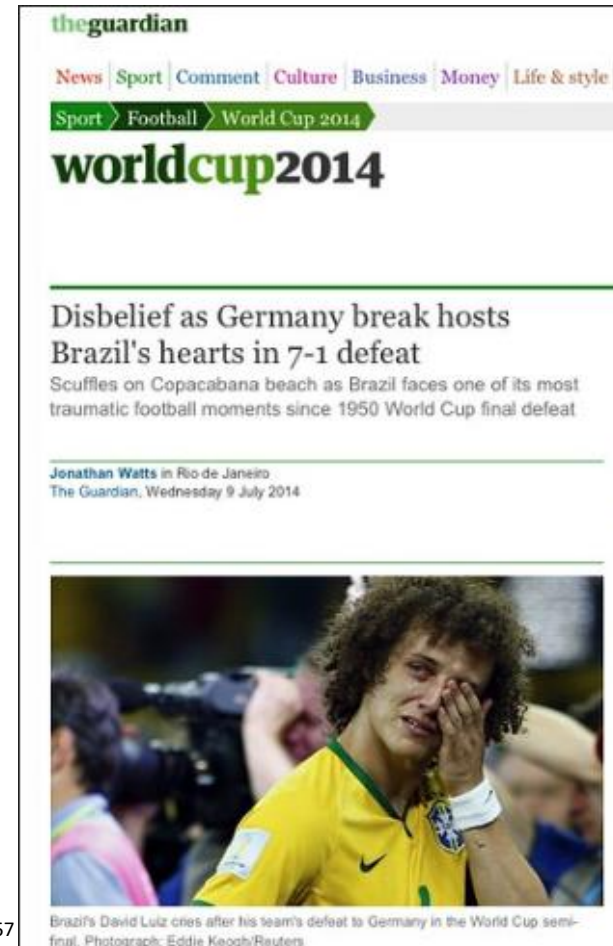 theguardian
News Sport Comment Culture Business Money Life & style
Sport Football World Cup 2014
worldcup2014
Disbelief as Germany break hosts
Brazil's hearts in 7-1 defeat
Scuffles on Copacabana beach as Brazil faces one of its most
traumatic football moments since 1950 World Cup final defeat
Jonathan Watts in Rio de Janeiro
The Guardian, Wednesday 9 July 2014
57
Brazil's David Luiz cries after his team's defeat to Germany in the World Cup semi-
final. Photograph: Eddie Keogh/Reuters